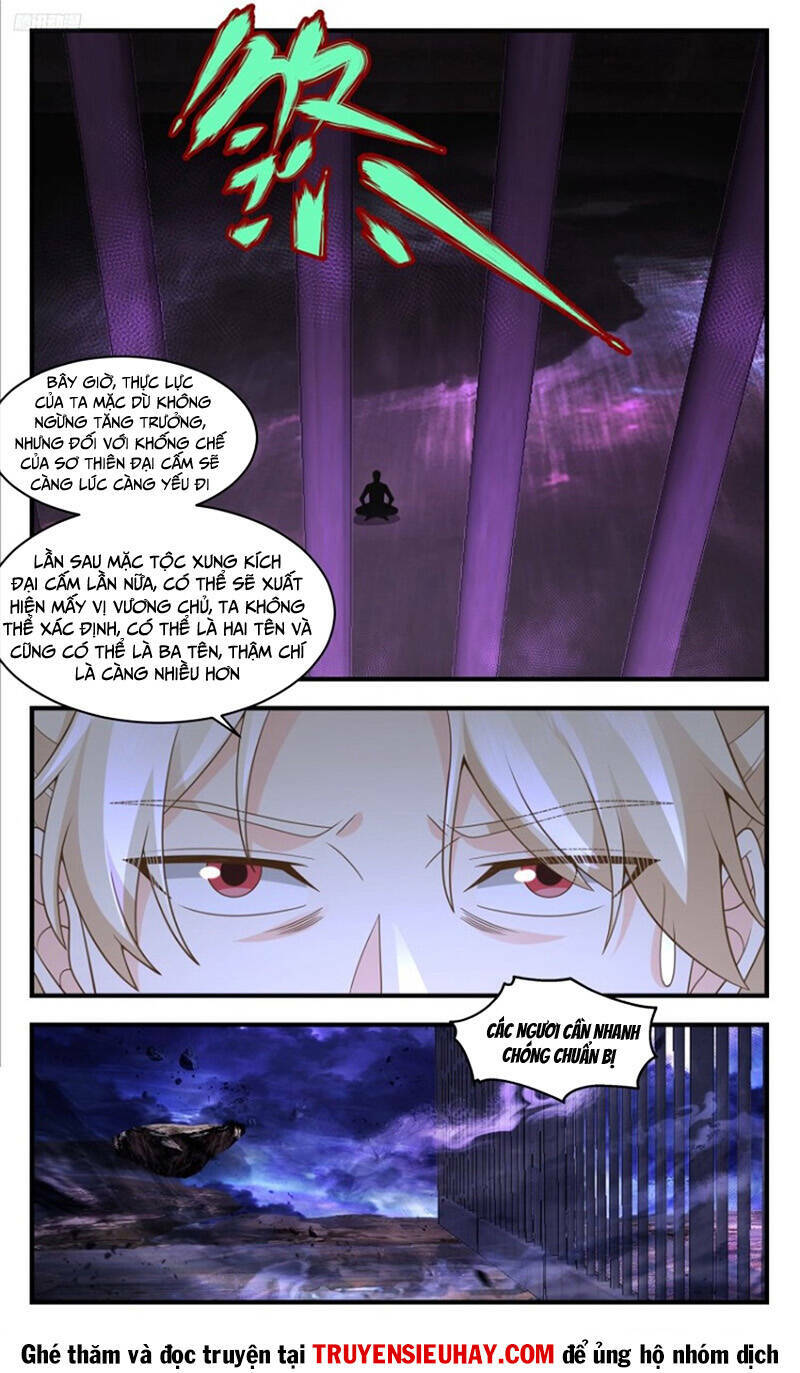 BÂY GIỜ, THỰC LỰC
CỦA TA MẶC DÙ KHÔNG
NGỪNG TĂNG TRƯỞNG,
NHƯNG ĐỐI VỚI KHỐNG CHẾ
CỦA SƠ THIÊN ĐẠI CẤM SẼ
CÀNG LÚC CÀNG YẾU ĐI
LẦN SAU MẶC TỘC XUNG KÍCH
ĐẠI CẤM LẦN NỮA, CÓ THỂ SẼ XUẤT
HIỆN MẤY VỊ VƯƠNG CHỦ, TA KHÔNG
THỂ XÁC ĐỊNH, CÓ THỂ LÀ HAI TÊN VÀ
CŨNG CÓ THỂ LÀ BA TÊN, THẬM CHÍ
LÀ CÀNG NHIỀU HƠN
CÁC NGƯƠI CẦN NHANH
CHÓNG CHUẨN BỊ
Ghé thăm và đọc truyện tại TRUYENSIEUHAY.COM để ủng hộ nhóm dịch